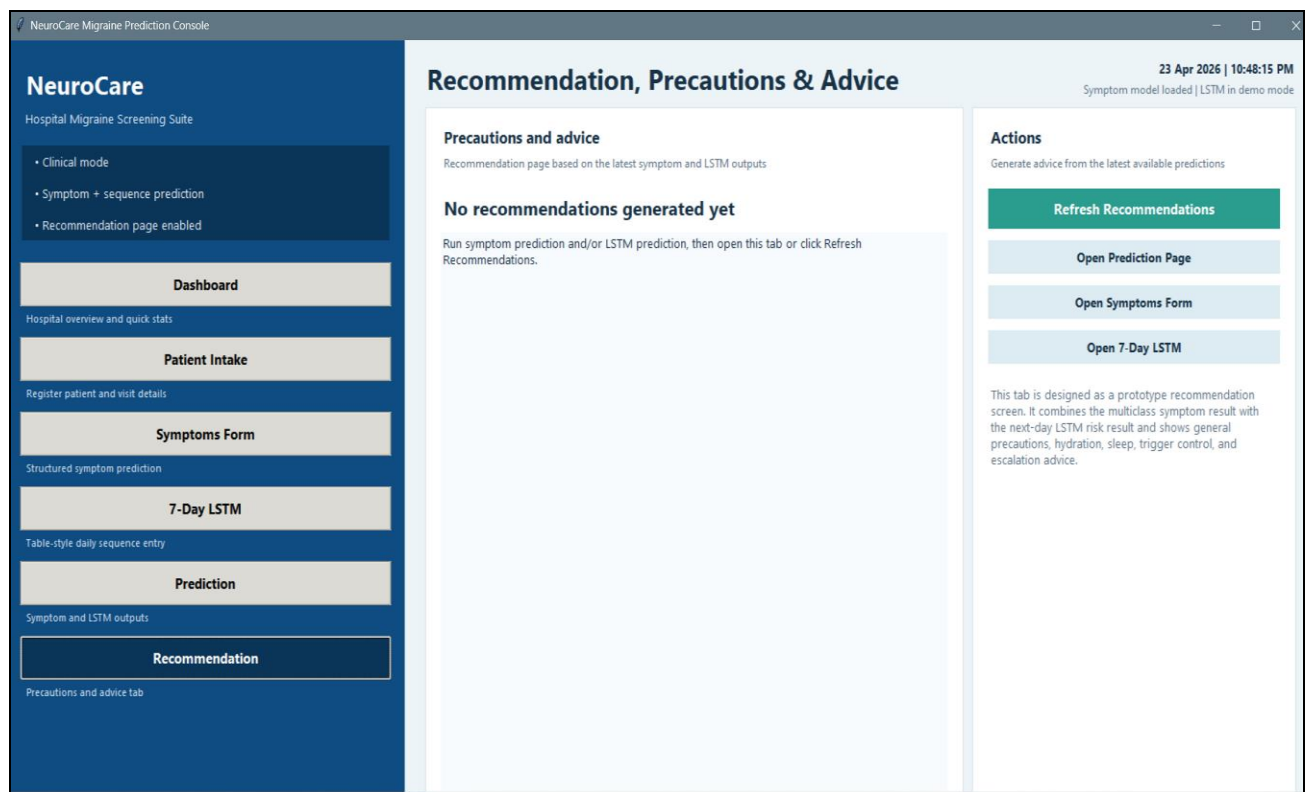 NeuroCare Migraine Prediction Console
NeuroCare
Hospital Migraine Screening Suite
• Clinical mode
• Symptom + sequence prediction
• Recommendation page enabled
Dashboard
Hospital overview and quick stats
Patient Intake
Register patient and visit details
Symptoms Form
Structured symptom prediction
7-Day LSTM
Table-style daily sequence entry
Prediction
Symptom and LSTM outputs
Recommendation
Precautions and advice tab
Recommendation, Precautions & Advice
23 Apr 2026 | 10:48:15 PM
Symptom model loaded | LSTM in demo mode
Precautions and advice
Recommendation page based on the latest symptom and LSTM outputs
No recommendations generated yet
Run symptom prediction and/or LSTM prediction, then open this tab or click Refresh
Recommendations.
Actions
Generate advice from the latest available predictions
Refresh Recommendations
Open Prediction Page
Open Symptoms Form
Open 7-Day LSTM
This tab is designed as a prototype recommendation
screen. It combines the multiclass symptom result with
the next-day LSTM risk result and shows general
precautions, hydration, sleep, trigger control, and
escalation advice.